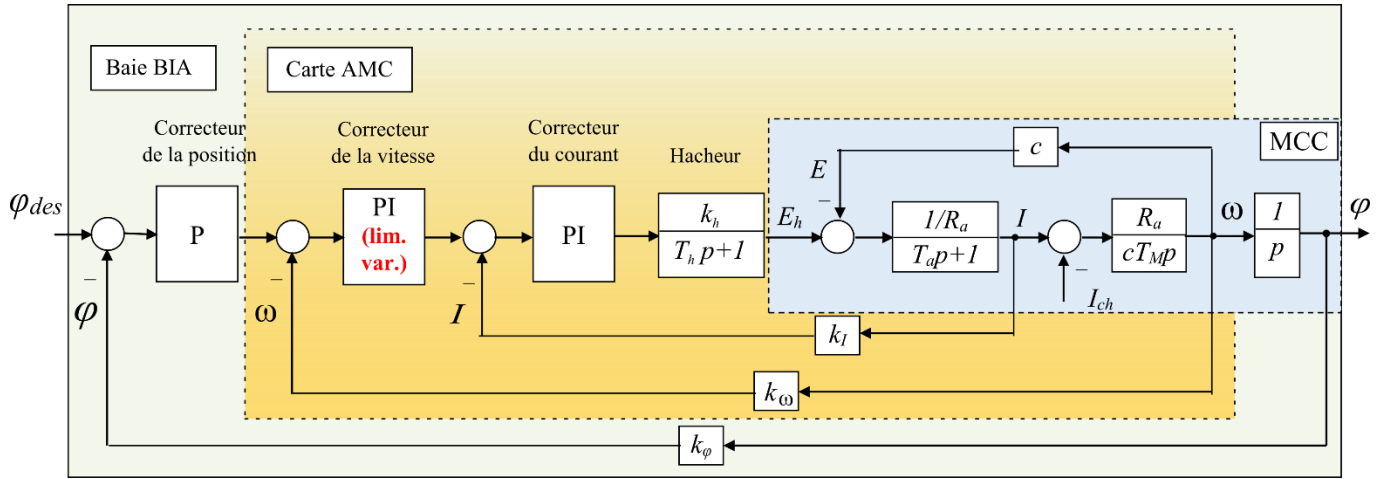 Baie BIA
Carte AMC
MCC
Correcteur
de la position
Correcteur
de la vitesse
Correcteur
du courant
Hacheur
φdes
P
PI
(lim.
var.)
PI
kh
Th p+1
Eh
E
c
1/Ra
Tap+1
I
Ra
cTMp
ω
1
p
φ
Ich
–
–
–
–
–
φ
ω
I
kI
kω
kφ